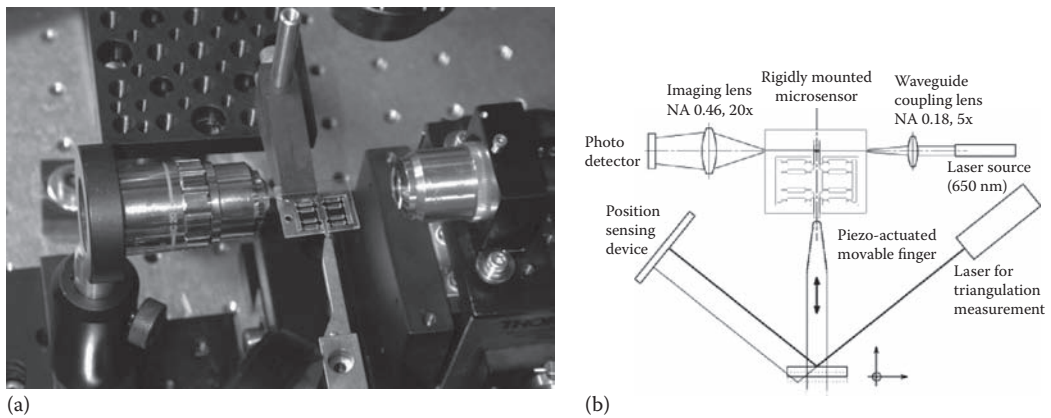 Imaging lens
NA 0.46, 20x
Rigidly mounted
microsensor
Waveguide
coupling lens
NA 0.18, 5x
Photo
detector
Laser source
(650 nm)
Position
sensing
device
Piezo-actuated
movable finger
Laser for
triangulation
measurement
(a)
(b)